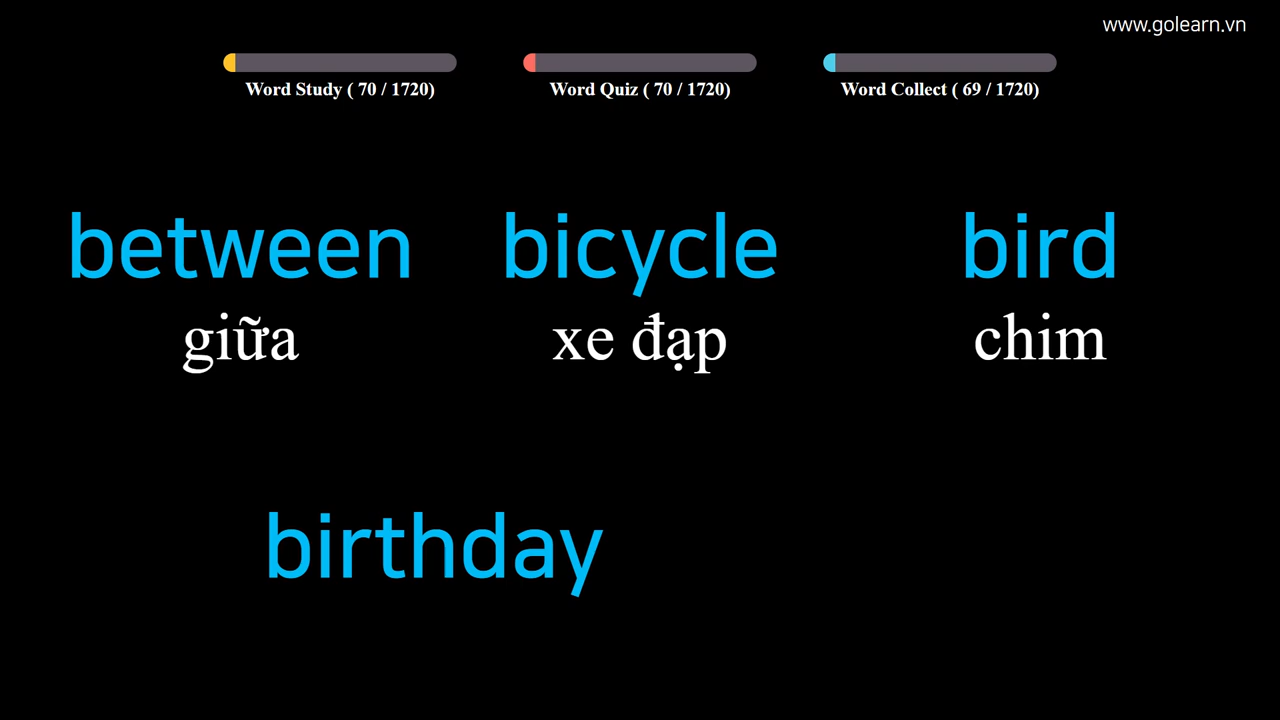 www.golearn.vn
Word Study ( 70 / 1720)
Word Quiz ( 70 / 1720)
Word Collect ( 69 / 1720)
between
bicycle
bird
giữa
xe đạp
chim
birthday